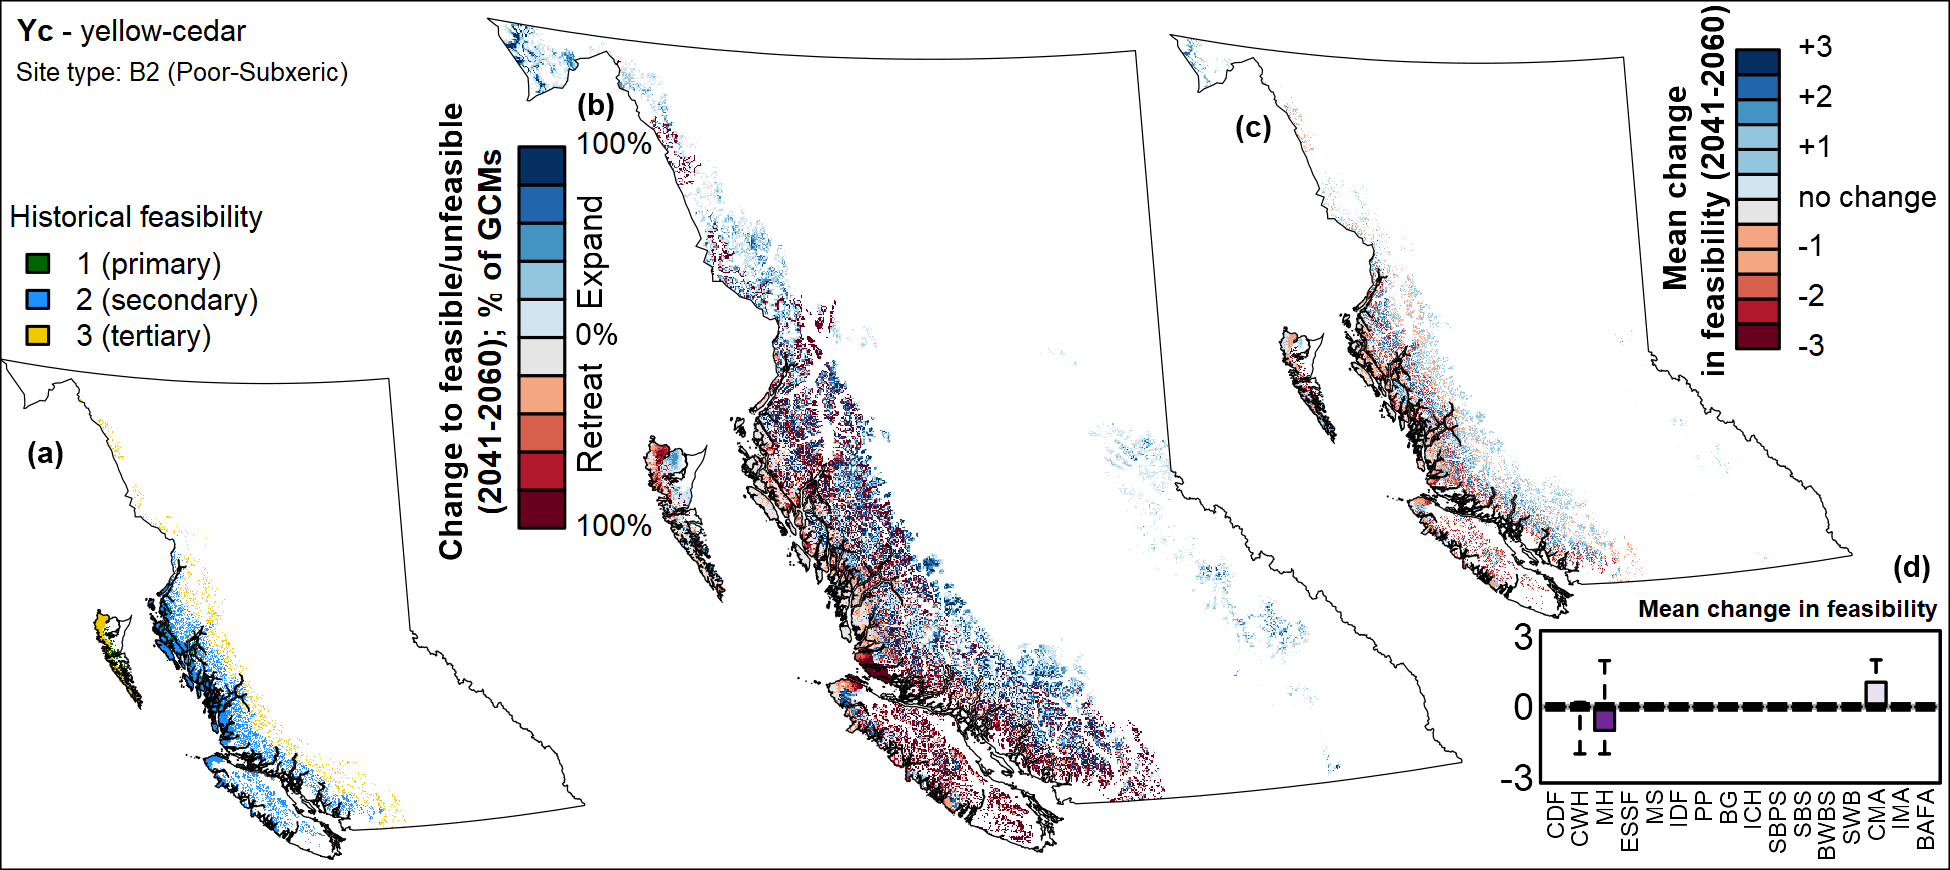 Yc - yellow-cedar
Site type: B2 (Poor-Subxeric)
Historical feasibility
1 (primary)
2 (secondary)
3 (tertiary)
(a)
(b)
Change to feasible/unfeasible
(2041-2060); % of GCMs
100%
Expand
0%
Retreat
100%
(c)
Mean change
in feasibility (2041-2060)
+3
+2
+1
no change
-1
-2
-3
(d)
Mean change in feasibility
3
0
-3
CDF
CWH
MH
ESSF
MS
IDF
PP
BG
ICH
SBPS
SBS
BWBS
SWB
CMA
IMA
BAFA